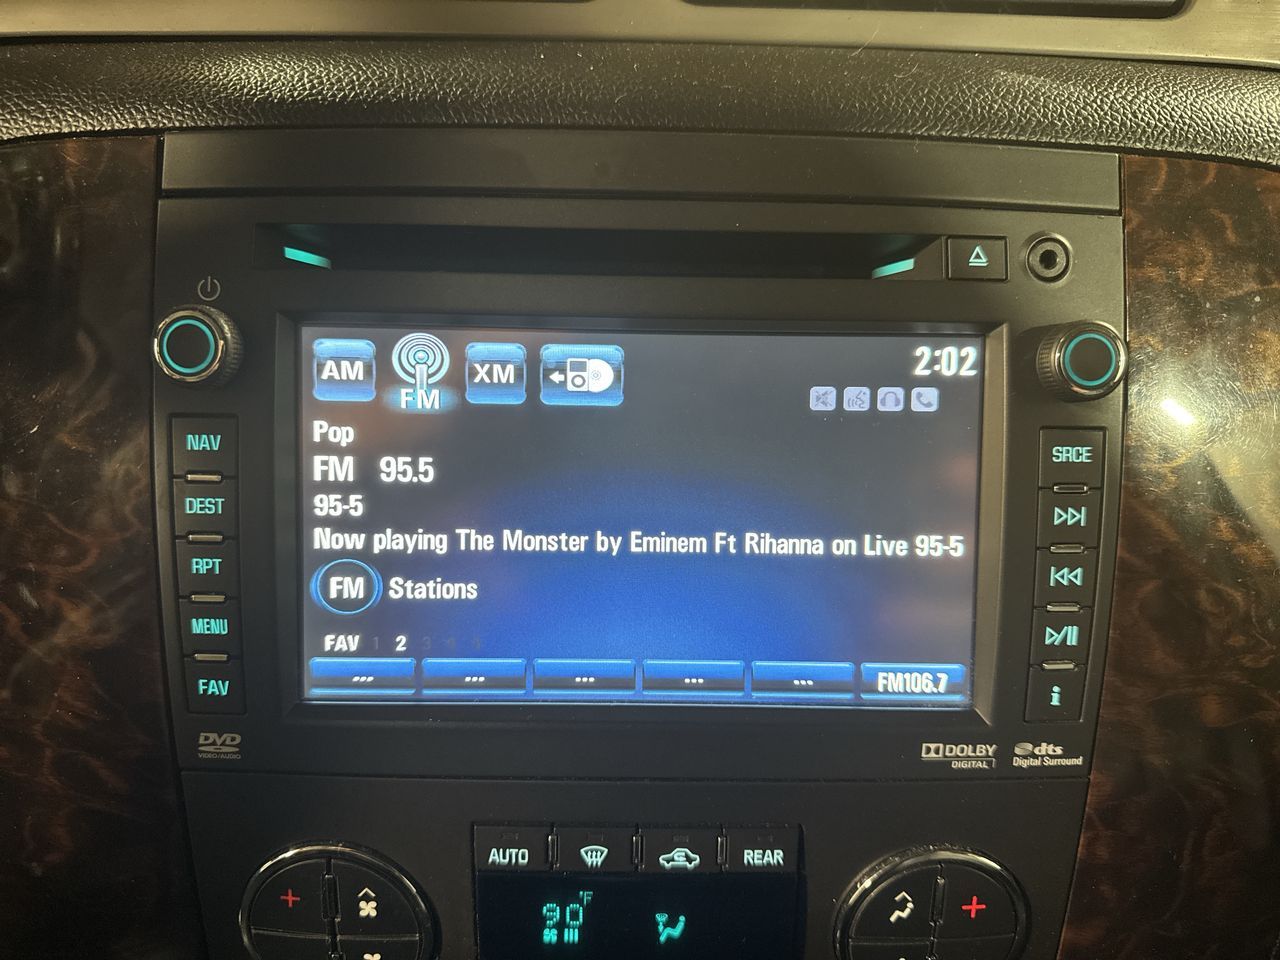 AM
FM
XM
2:02
Pop
FM 95.5
95-5
Now playing The Monster by Eminem Ft Rihanna on Live 95-5
FM Stations
FAV 1 2 3 4 5
--- --- --- --- --- FM106.7
NAV
DEST
RPT
MENU
FAV
SRCE
i
DVD
VIDEO/AUDIO
DOLBY
DIGITAL
dts
Digital Surround
AUTO
REAR
90°F